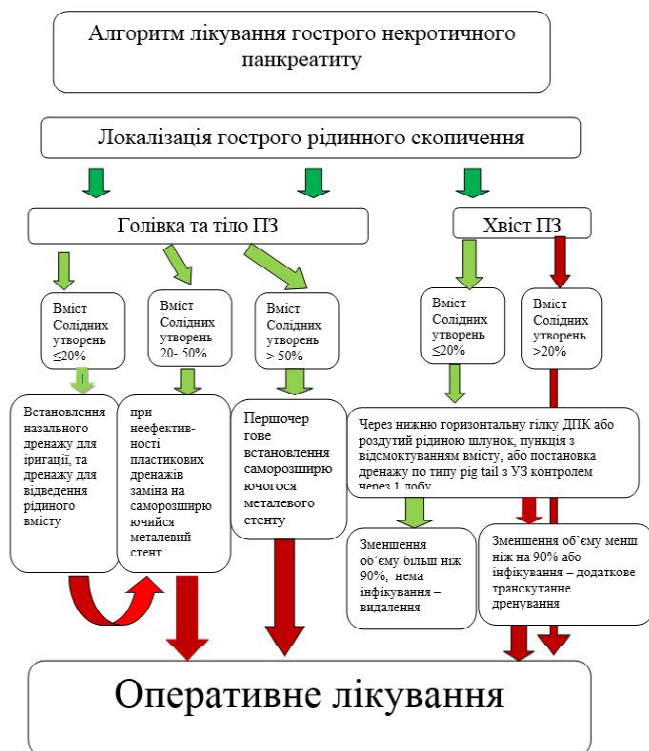 Алгоритм лікування гострого некротичного
панкреатиту
Локалізація гострого рідинного скопичення
Голівка та тіло ПЗ
Хвіст ПЗ
Вміст
Солідних
утворень
≤20%
Вміст
Солідних
утворень
20- 50%
Вміст
Солідних
утворень
> 50%
Вміст
Солідних
утворень
≤20%
Вміст
Солідних
утворень
>20%
Встановлєння
назального
дренажу для
іригації, та
дренажу для
відведення
рідиного
вмісту
при
неефектив-
ності
пластикових
дренажів
заміна на
саморозширю
ючийся
металевий
стент
Першочер
гове
встановлення
саморозширю
ючогося
металевого
стенту
Через нижню горизонтальну гілку ДПК або
роздутий рідиною шлунок, пункція з
відсмоктуванням вмісту, або постановка
дренажу по типу pig tail з УЗ контролем
через 1 добу
Зменшення
об'єму більш ніж
90%, нема
інфікування –
видалення
Зменшення об`єму менш
ніж на 90% або
інфікування – додаткове
транскутанне
дренування
Оперативне лікування